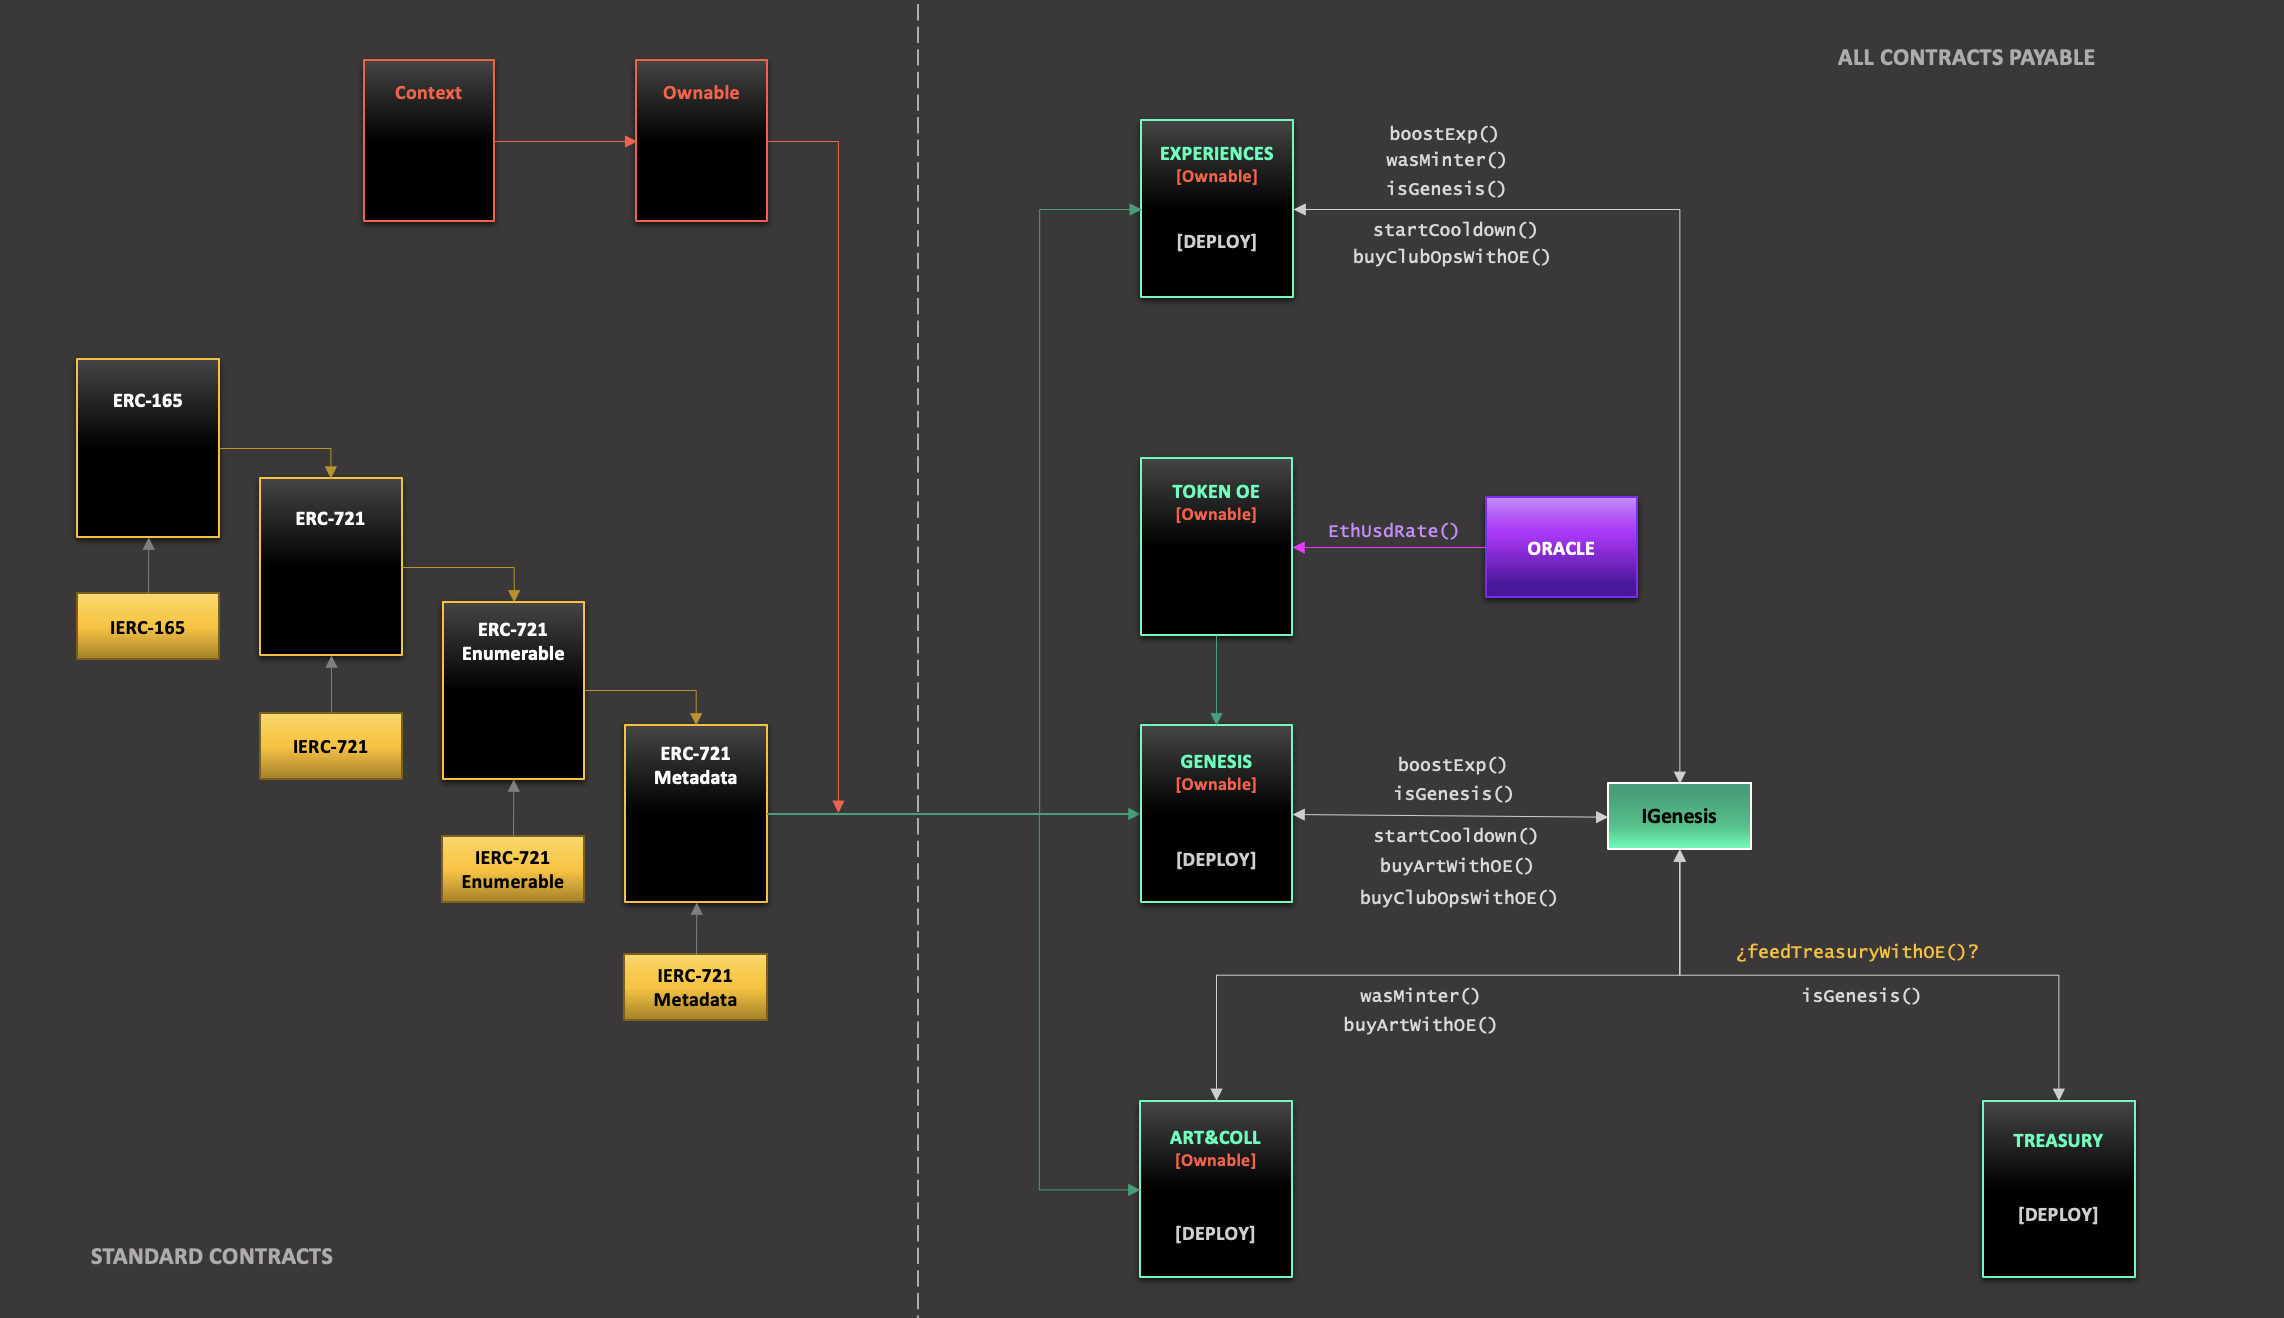 ALL CONTRACTS PAYABLE
Context
Ownable
EXPERIENCES
[Ownable]
[DEPLOY]
boostExp()
wasMinter()
isGenesis()
startCooldown()
buyClubOpsWithOE()
ERC-165
IERC-165
ERC-721
IERC-721
ERC-721
Enumerable
IERC-721
Enumerable
ERC-721
Metadata
IERC-721
Metadata
TOKEN OE
[Ownable]
EthUsdRate()
ORACLE
GENESIS
[Ownable]
[DEPLOY]
boostExp()
isGenesis()
startCooldown()
buyArtWithOE()
buyClubOpsWithOE()
IGenesis
¿feedTreasuryWithOE()?
wasMinter()
buyArtWithOE()
isGenesis()
ART&COLL
[Ownable]
[DEPLOY]
TREASURY
[DEPLOY]
STANDARD CONTRACTS